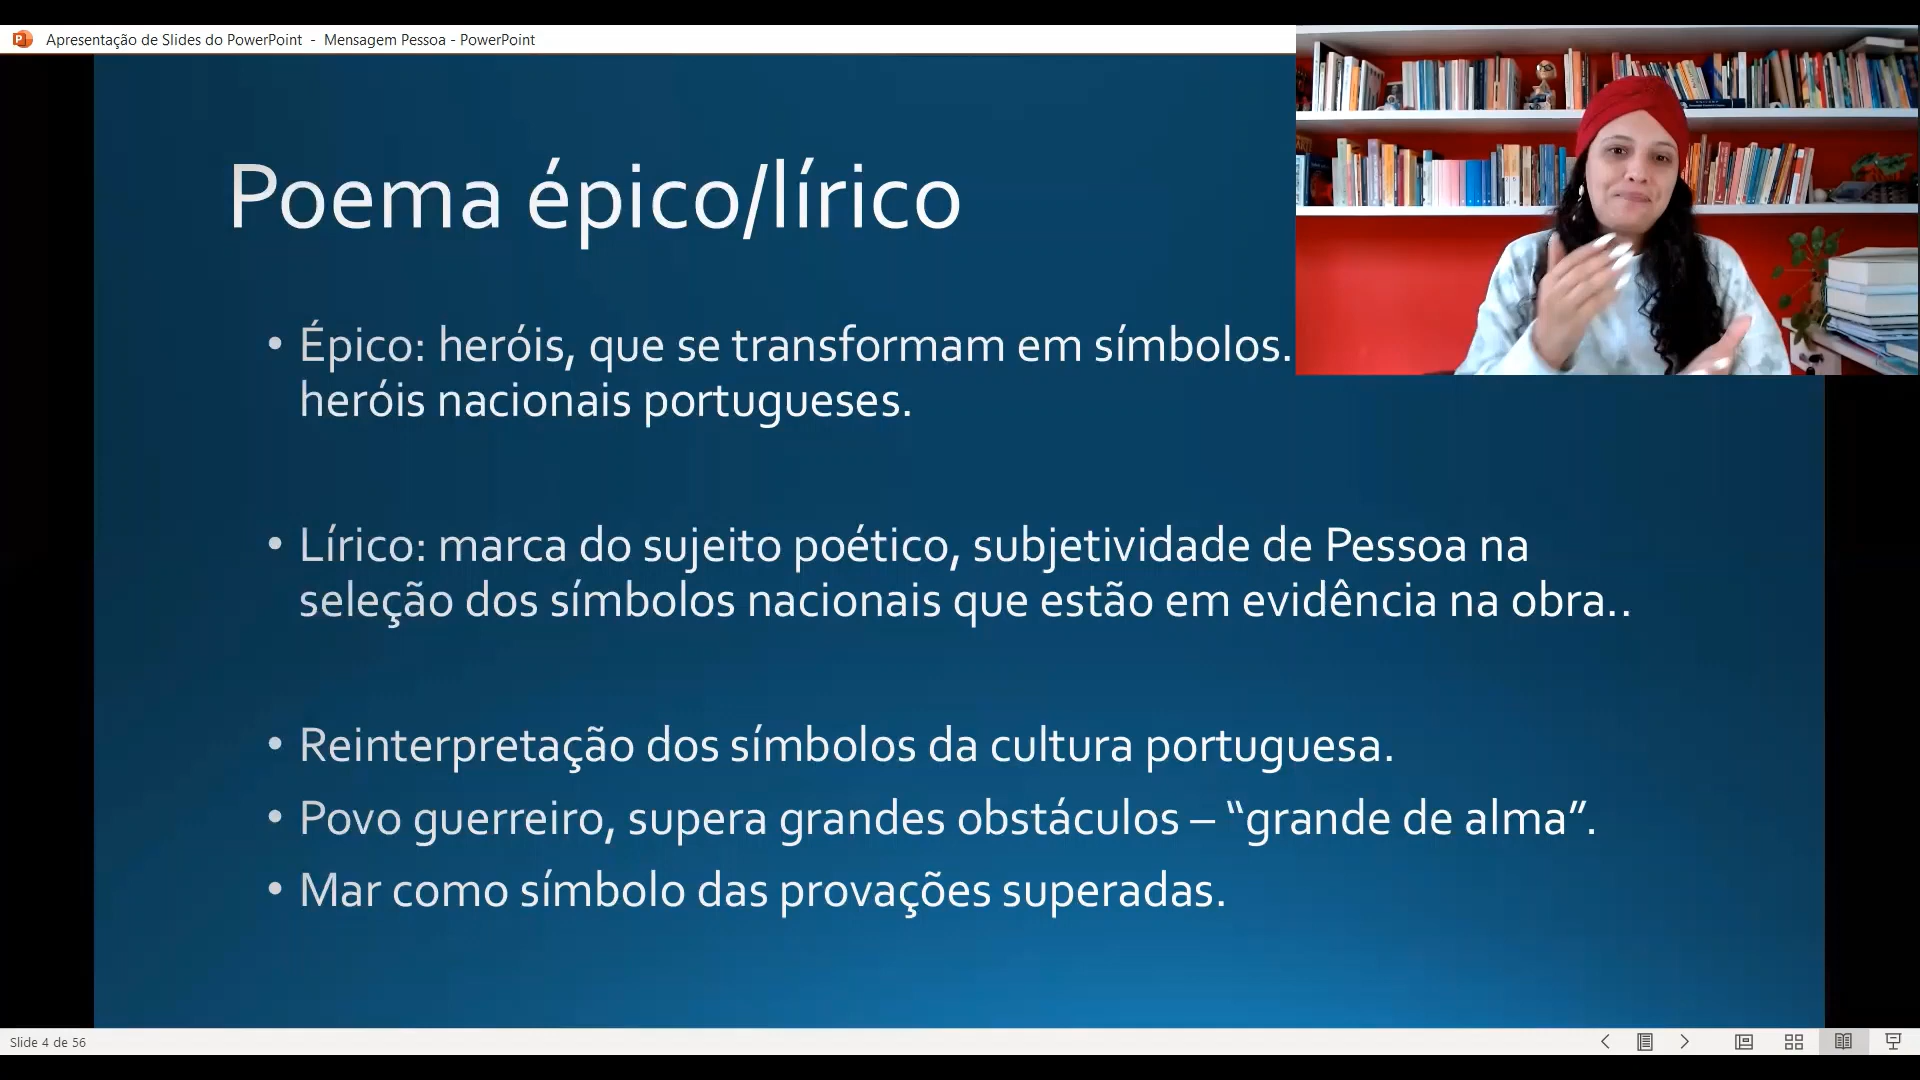 Apresentação de Slides do PowerPoint - Mensagem Pessoa - PowerPoint
Poema épico/lírico
• Épico: heróis, que se transformam em símbolos.
heróis nacionais portugueses.
• Lírico: marca do sujeito poético, subjetividade de Pessoa na
seleção dos símbolos nacionais que estão em evidência na obra..
• Reinterpretação dos símbolos da cultura portuguesa.
• Povo guerreiro, supera grandes obstáculos – “grande de alma”.
• Mar como símbolo das provações superadas.
Slide 4 de 56